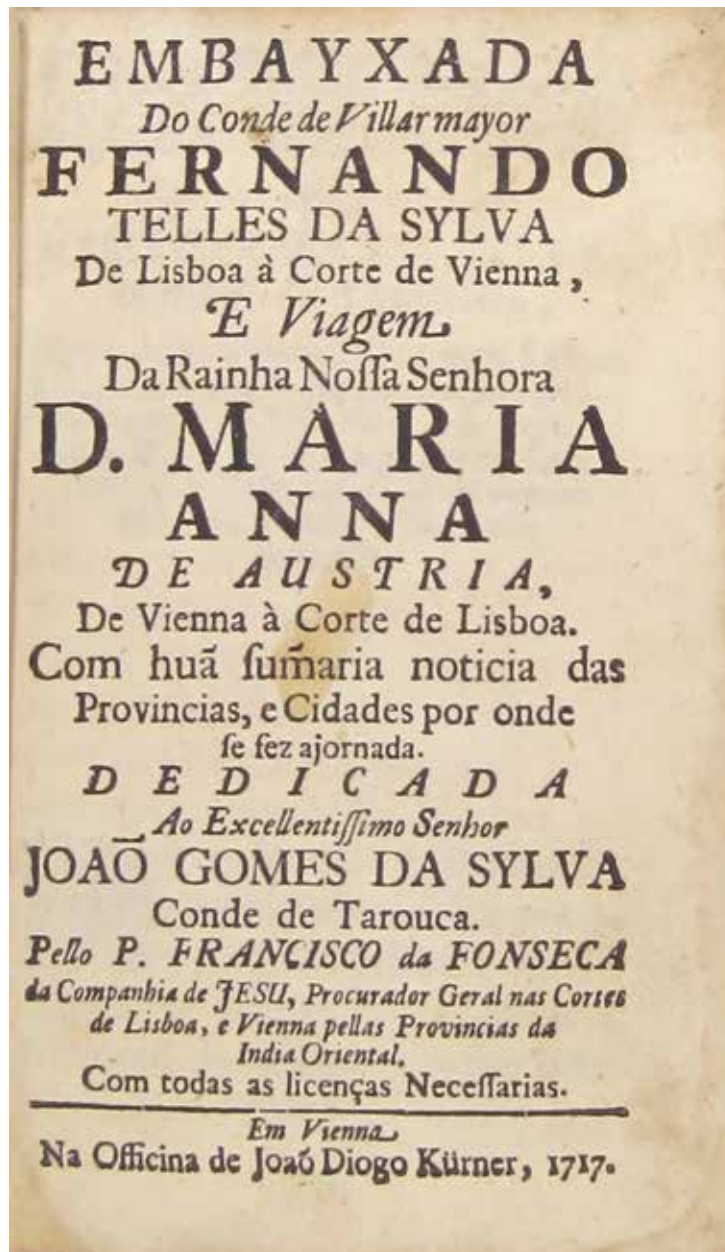 EMBAYXADA
Do Conde de Villarmayor
FERNANDO
TELLES DA SYLVA
De Lisboa à Corte de Vienna,
E Viagem
Da Rainha Noſſa Senhora
D. MARIA
ANNA
DE AUSTRIA,
De Vienna à Corte de Lisboa.
Com huã ſum̃aria noticia das
Provincias, e Cidades por onde
ſe fez ajornada.
DEDICADA
Ao Excellentiſſimo Senhor
JOAÕ GOMES DA SYLVA
Conde de Tarouca.
Pello P. FRANCISCO da FONSECA
da Companhia de JESU, Procurador Geral nas Cortes
de Lisboa, e Vienna pellas Provincias da
India Oriental.
Com todas as licenças Neceſſarias.
Em Vienna
Na Officina de Joaõ Diogo Kürner, 1717.